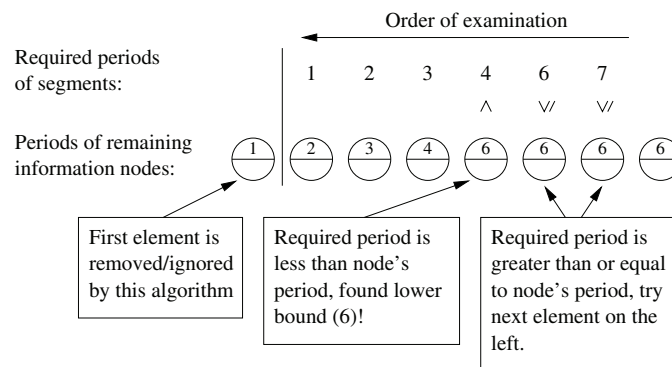 Order of examination
Required periods
of segments:
1 2 3 4 6 7
< ≥ ≥
Periods of remaining
information nodes:
1 2 3 4 6 6 6 6
First element is
removed/ignored
by this algorithm
Required period is
less than node's
period, found lower
bound (6)!
Required period is
greater than or equal
to node's period, try
next element on the
left.